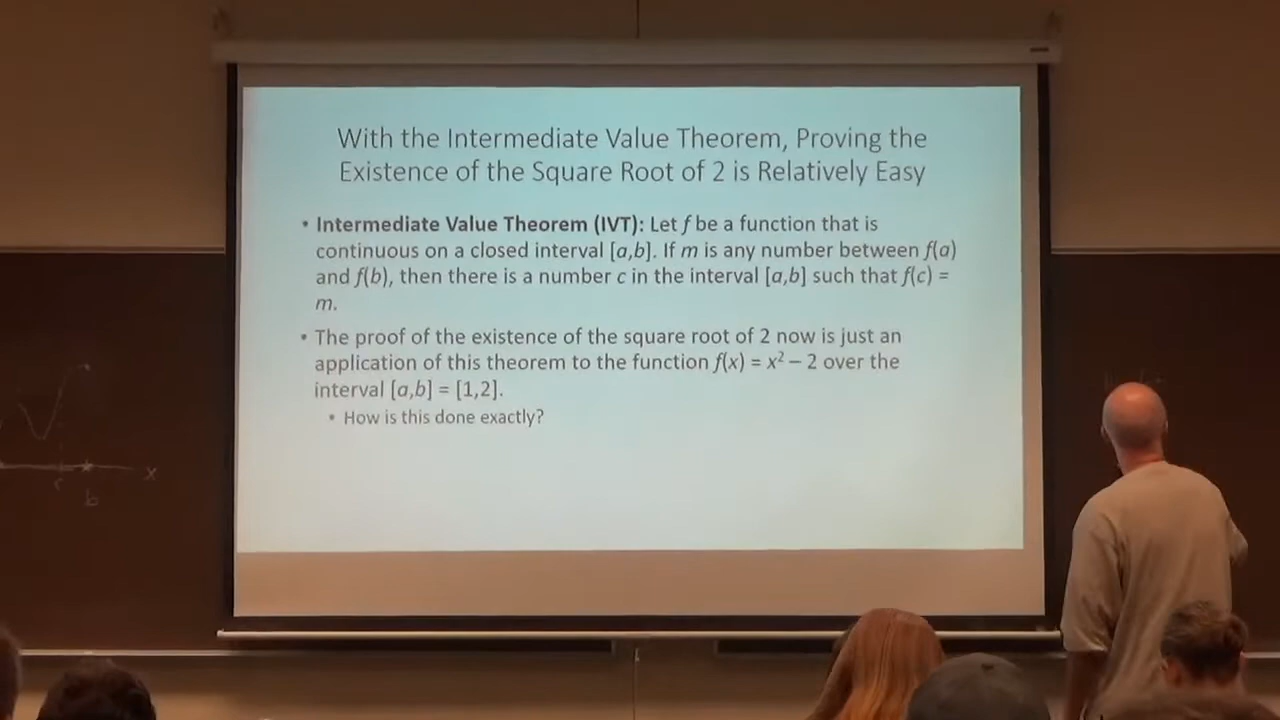 With the Intermediate Value Theorem, Proving the
Existence of the Square Root of 2 is Relatively Easy
• Intermediate Value Theorem (IVT): Let f be a function that is
continuous on a closed interval [a,b]. If m is any number between f(a)
and f(b), then there is a number c in the interval [a,b] such that f(c) =
m.
• The proof of the existence of the square root of 2 now is just an
application of this theorem to the function f(x) = x² – 2 over the
interval [a,b] = [1,2].
• How is this done exactly?
x
b